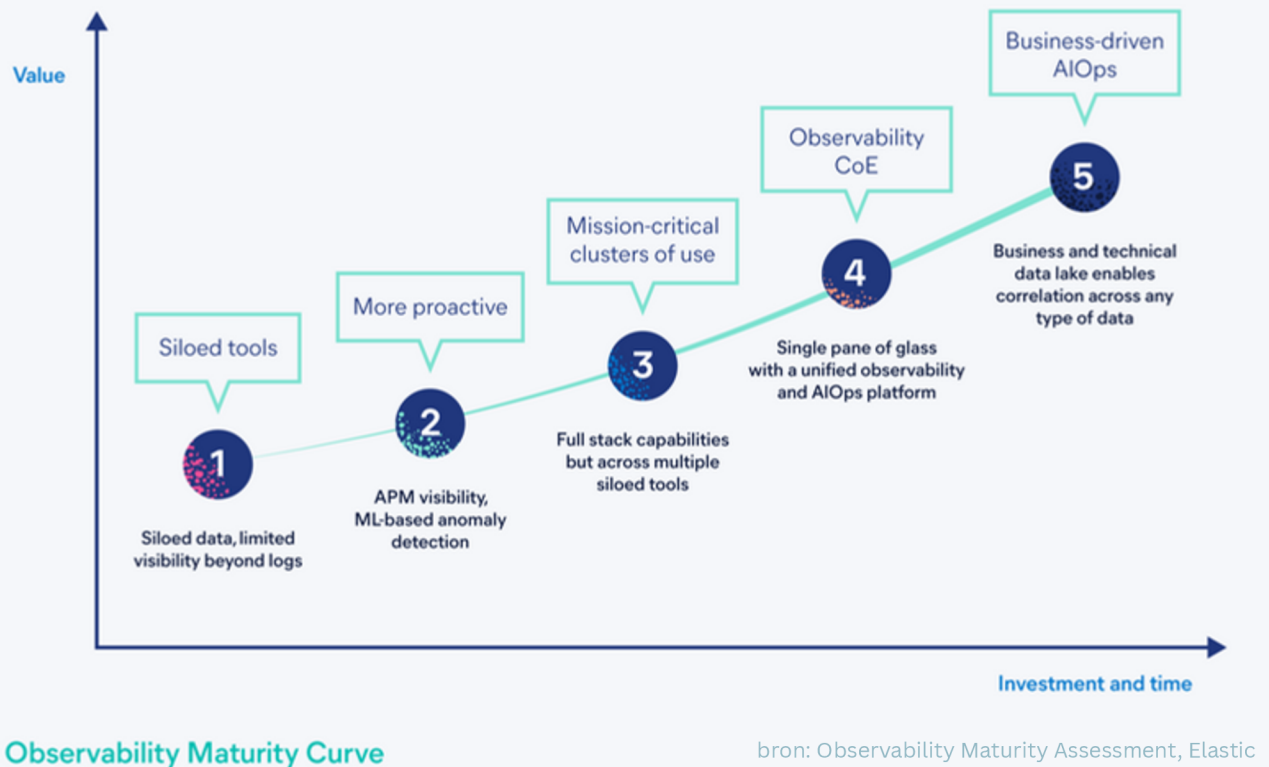 Value
Siloed tools
1
Siloed data, limited
visibility beyond logs
More proactive
2
APM visibility,
ML-based anomaly
detection
Mission-critical
clusters of use
3
Full stack capabilities
but across multiple
siloed tools
Observability
CoE
4
Single pane of glass
with a unified observability
and AIOps platform
Business-driven
AIOps
5
Business and technical
data lake enables
correlation across any
type of data
Investment and time
Observability Maturity Curve
bron: Observability Maturity Assessment, Elastic